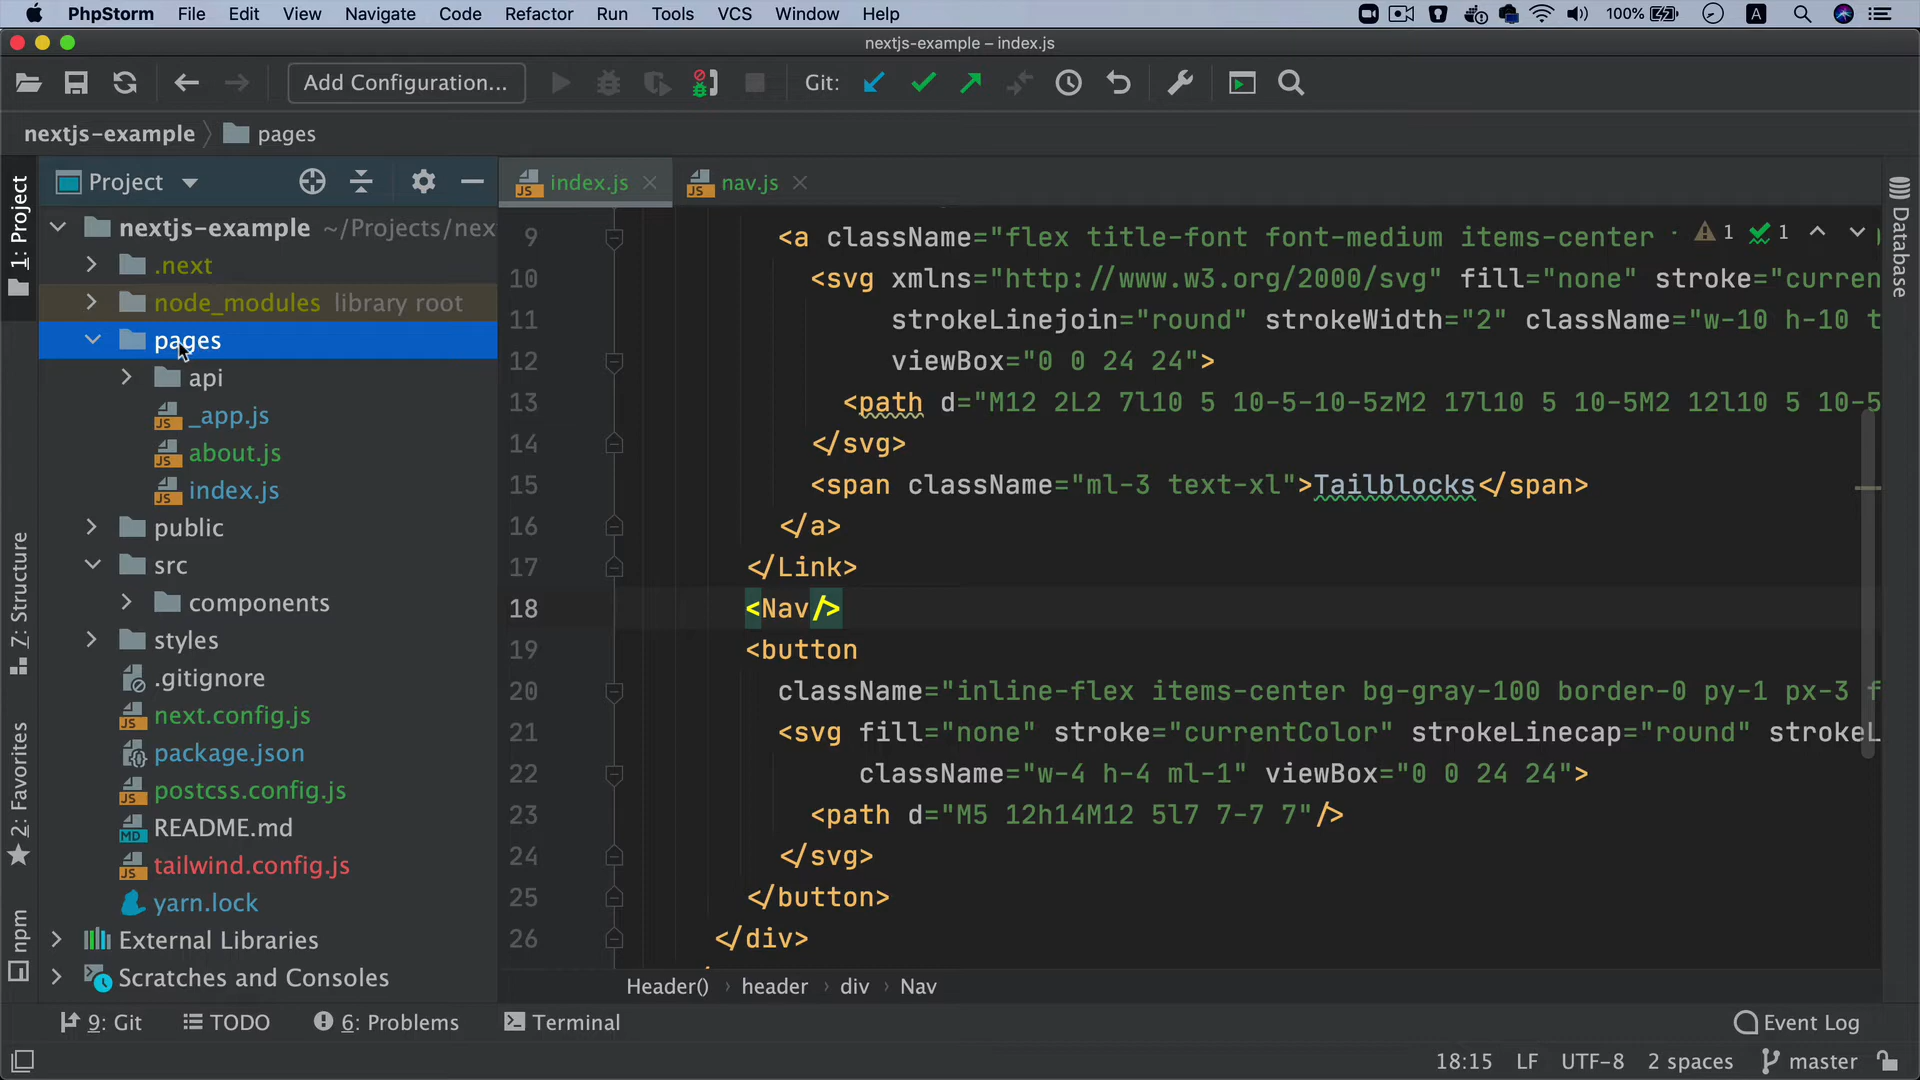 PhpStorm File Edit View Navigate Code Refactor Run Tools VCS Window Help 100% A
nextjs-example – index.js
Add Configuration... Git:
nextjs-example pages
Project
index.js
nav.js
1: Project
7: Structure
2: Favorites
npm
nextjs-example ~/Projects/nex
.next
node_modules library root
pages
api
_app.js
about.js
index.js
public
src
components
styles
.gitignore
next.config.js
package.json
postcss.config.js
README.md
tailwind.config.js
yarn.lock
External Libraries
Scratches and Consoles
9 <a className="flex title-font font-medium items-center
1 1
10 <svg xmlns="http://www.w3.org/2000/svg" fill="none" stroke="curren
11 strokeLinejoin="round" strokeWidth="2" className="w-10 h-10 t
12 viewBox="0 0 24 24">
13 <path d="M12 2L2 7l10 5 10-5-10-5zM2 17l10 5 10-5M2 12l10 5 10-5
14 </svg>
15 <span className="ml-3 text-xl">Tailblocks</span>
16 </a>
17 </Link>
18 <Nav/>
19 <button
20 className="inline-flex items-center bg-gray-100 border-0 py-1 px-3 f
21 <svg fill="none" stroke="currentColor" strokeLinecap="round" strokeL
22 className="w-4 h-4 ml-1" viewBox="0 0 24 24">
23 <path d="M5 12h14M12 5l7 7-7 7"/>
24 </svg>
25 </button>
26 </div>
Database
Header() › header › div › Nav
9: Git TODO 6: Problems Terminal Event Log
18:15 LF UTF-8 2 spaces master